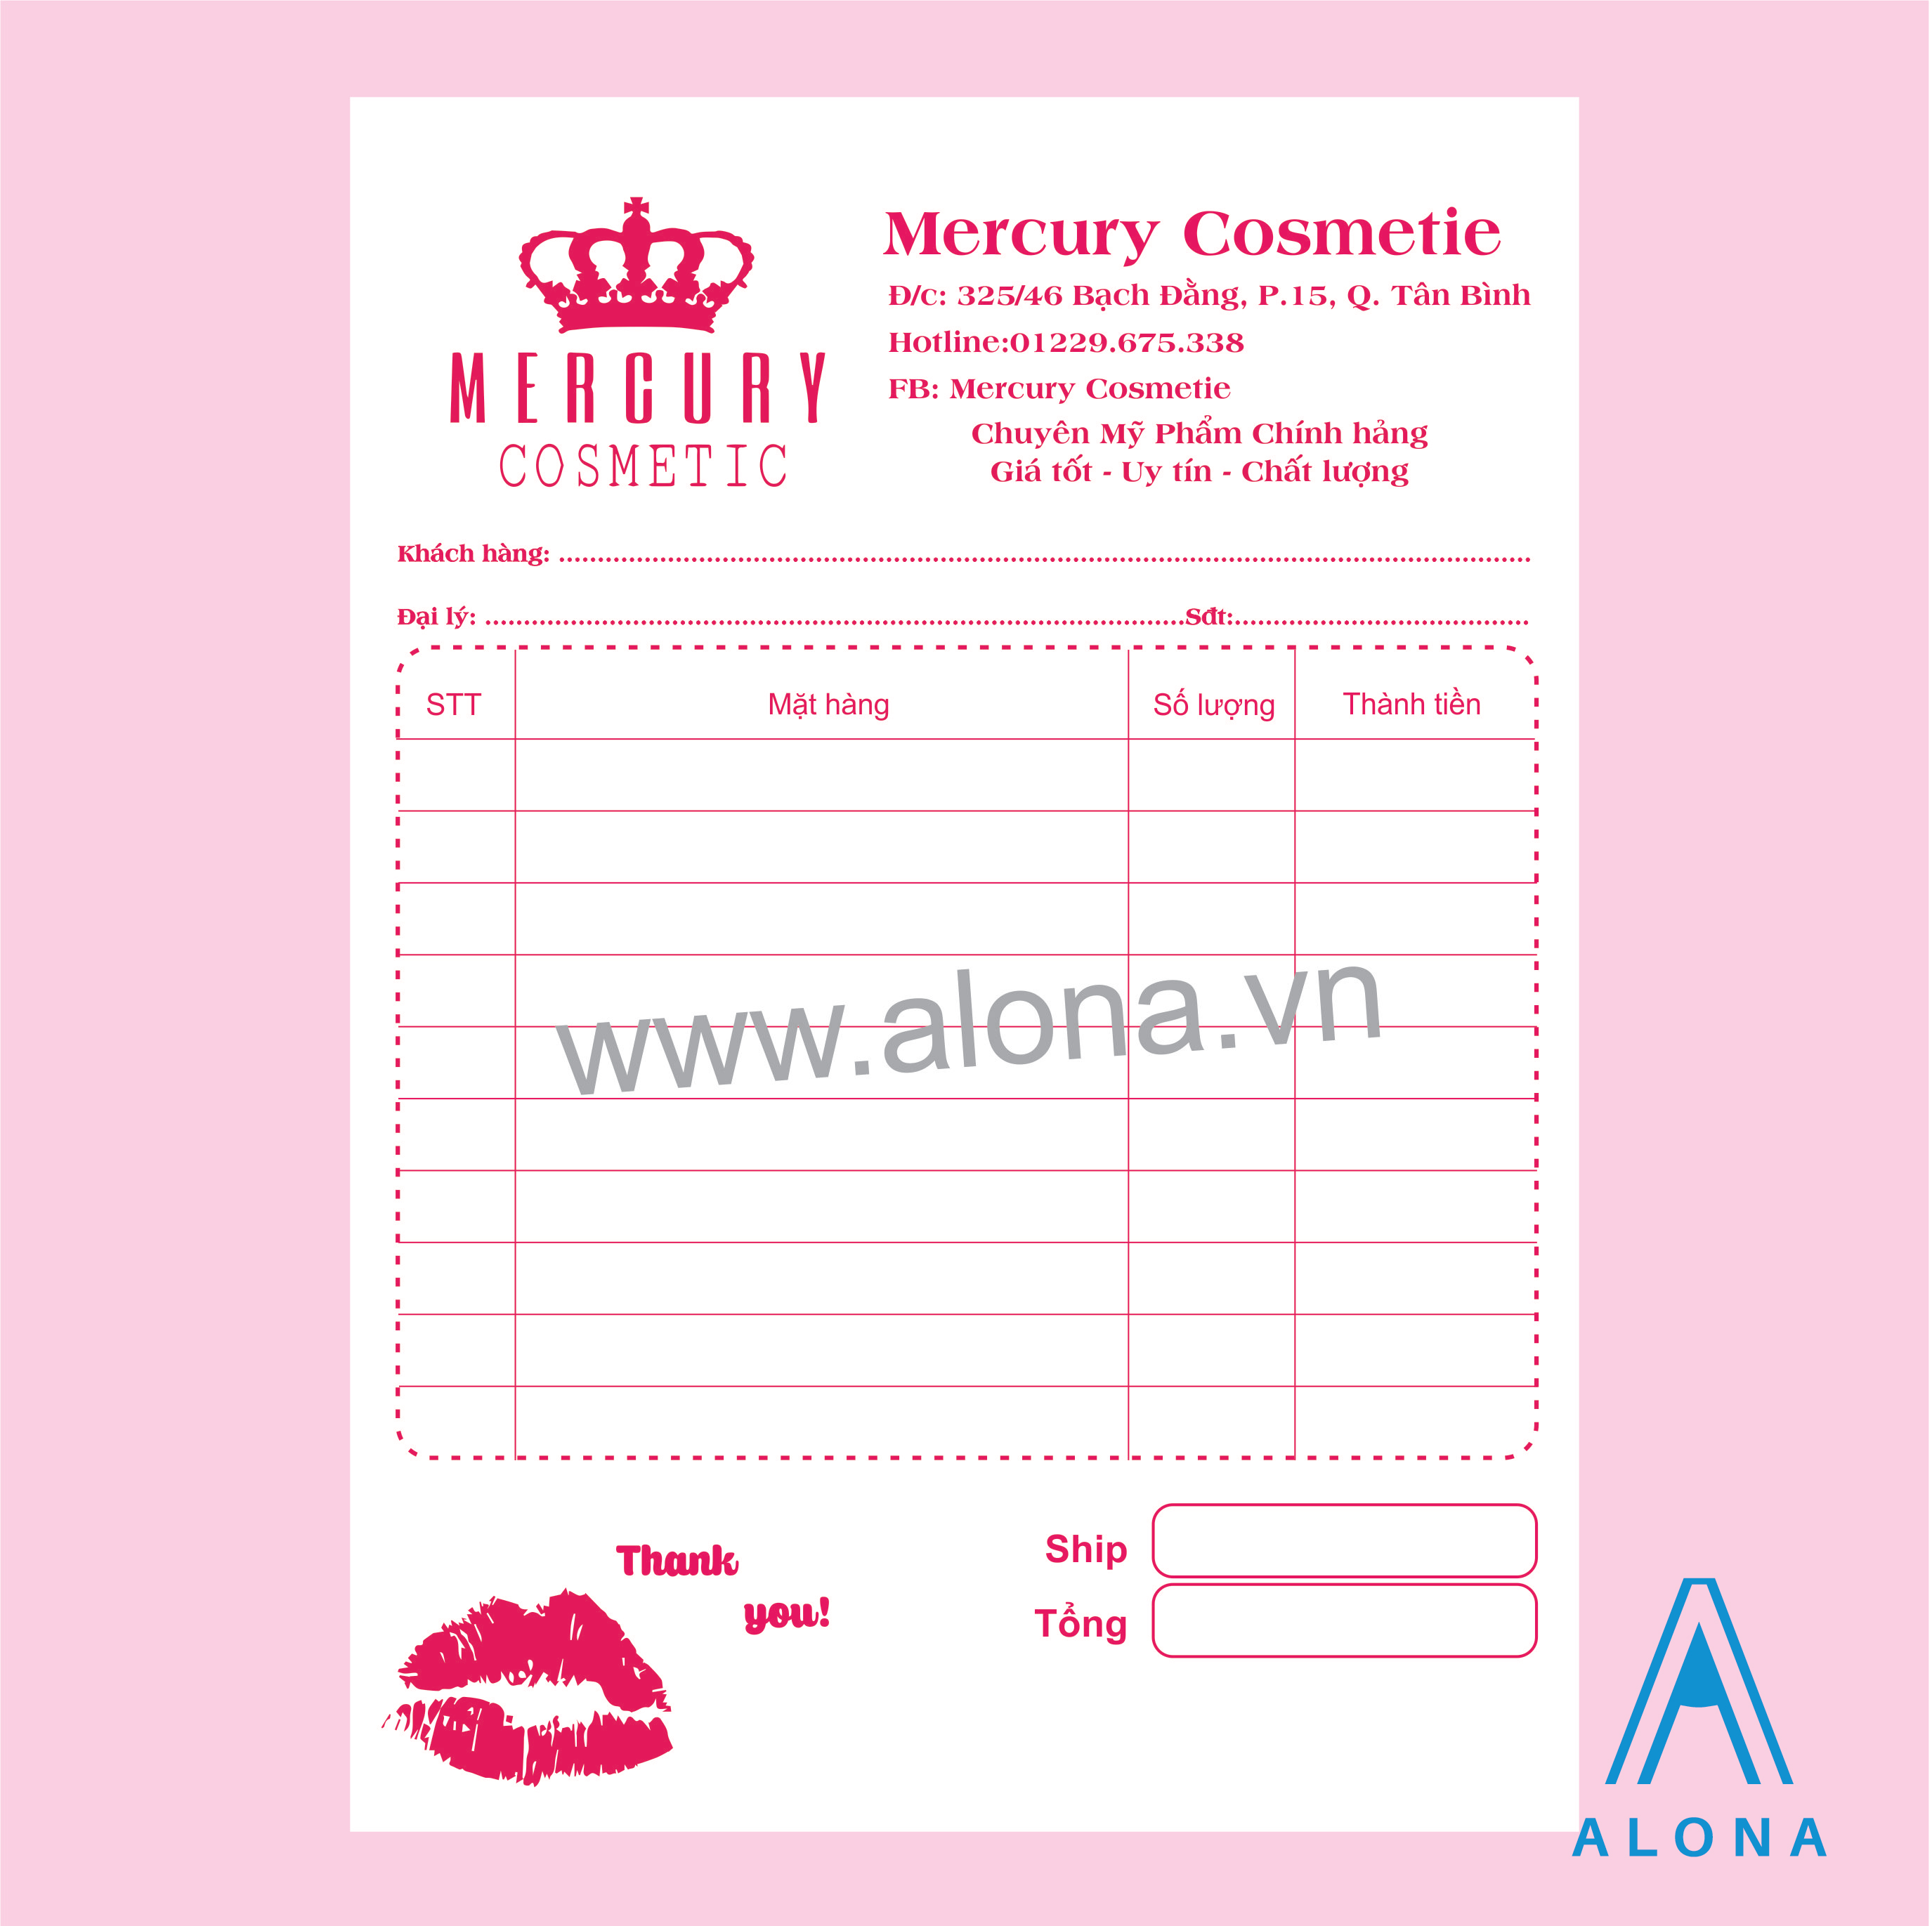 MERCURY
COSMETIC
Mercury Cosmetie
Đ/c: 325/46 Bạch Đằng, P.15, Q. Tân Bình
Hotline:01229.675.338
FB: Mercury Cosmetie
Chuyên Mỹ Phẩm Chính hảng
Giá tốt - Uy tín - Chất lượng
Khách hàng:
Đại lý: Sđt:
STT Mặt hàng Số lượng Thành tiền
www.alona.vn
Thank
you!
Ship
Tổng
ALONA